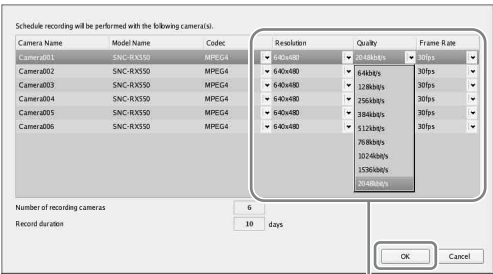 Schedule recording will be performed with the following camera(s).
Camera Name Model Name Codec Resolution Quality Frame Rate
Camera001 SNC-RX550 MPEG4 640x480 2048kbit/s 30fps
Camera002 SNC-RX550 MPEG4 640x480 64kbit/s 30fps
Camera003 SNC-RX550 MPEG4 640x480 128kbit/s 30fps
Camera004 SNC-RX550 MPEG4 640x480 256kbit/s 30fps
Camera005 SNC-RX550 MPEG4 640x480 384kbit/s 30fps
Camera006 SNC-RX550 MPEG4 640x480 512kbit/s 30fps
768kbit/s
1024kbit/s
1536kbit/s
2048kbit/s
Number of recording cameras 6
Record duration 10 days
OK Cancel